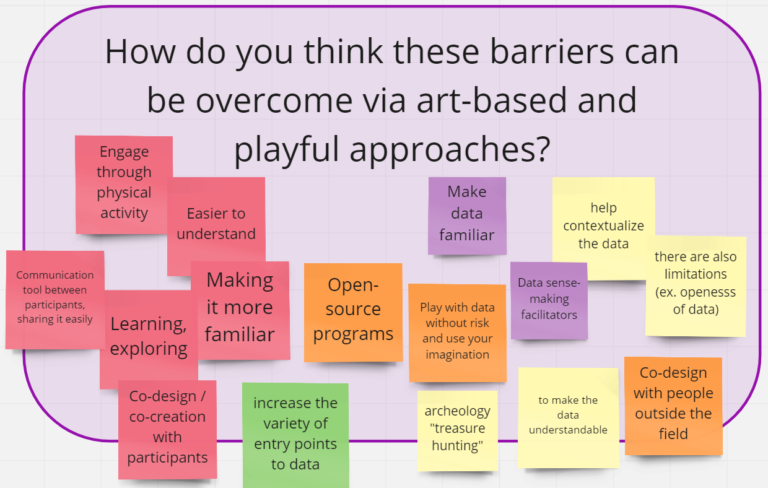 How do you think these barriers can
be overcome via art-based and
playful approaches?
Engage
through
physical
activity
Easier to
understand
Communication
tool between
participants,
sharing it easily
Learning,
exploring
Making
it more
familiar
Co-design /
co-creation
with
participants
increase the
variety of
entry points
to data
Open-
source
programs
Make
data
familiar
Play with data
without risk
and use your
imagination
Data sense-
making
facilitators
help
contextualize
the data
there are also
limitations
(ex. openesss
of data)
archeology
"treasure
hunting"
to make the
data
understandable
Co-design
with people
outside the
field